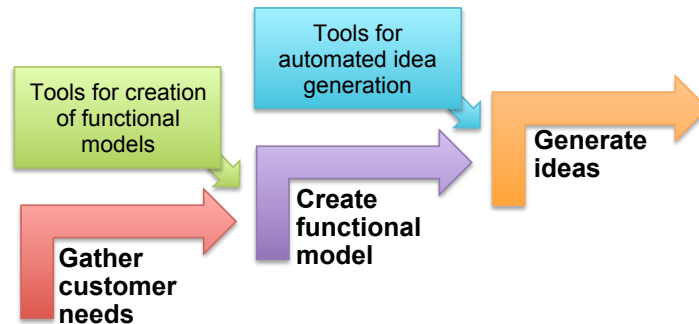 Tools for creation
of functional
models
Tools for
automated idea
generation
Gather
customer
needs
Create
functional
model
Generate
ideas